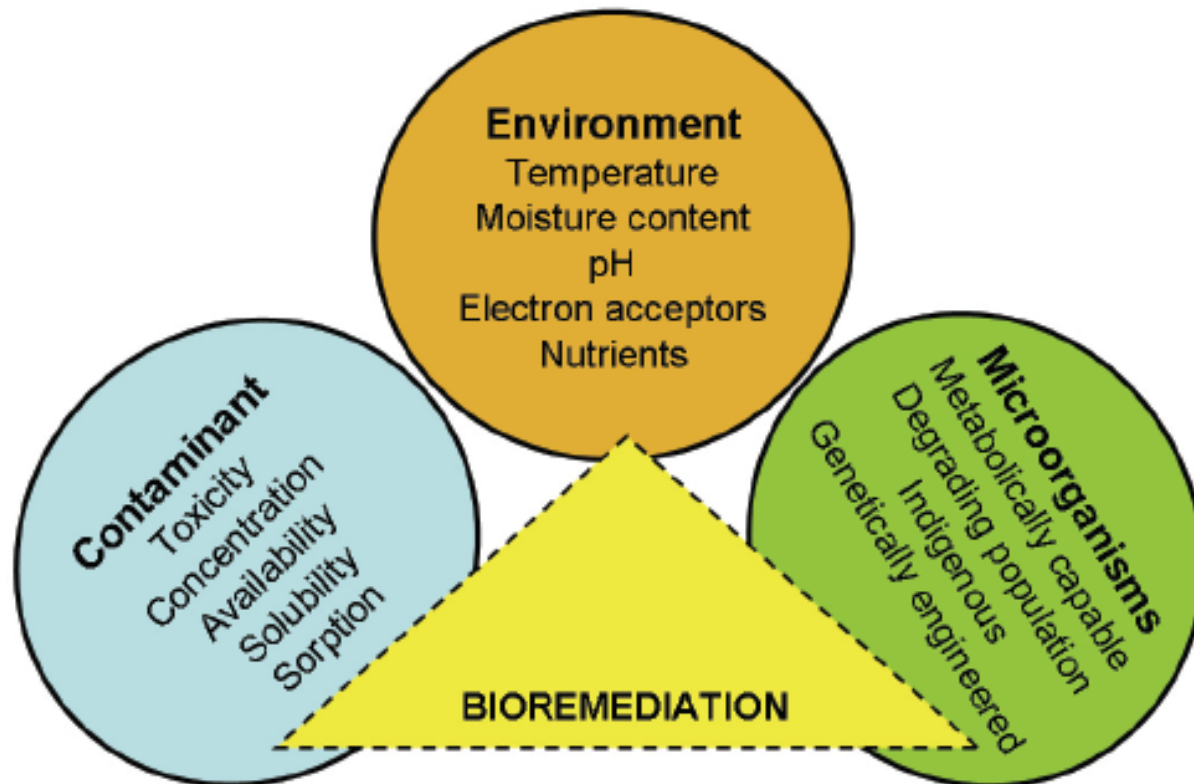 Environment
Temperature
Moisture content
pH
Electron acceptors
Nutrients
Contaminant
Toxicity
Concentration
Availability
Solubility
Sorption
Microorganisms
Metabolically capable
Degrading population
Indigenous
Genetically engineered
BIOREMEDIATION